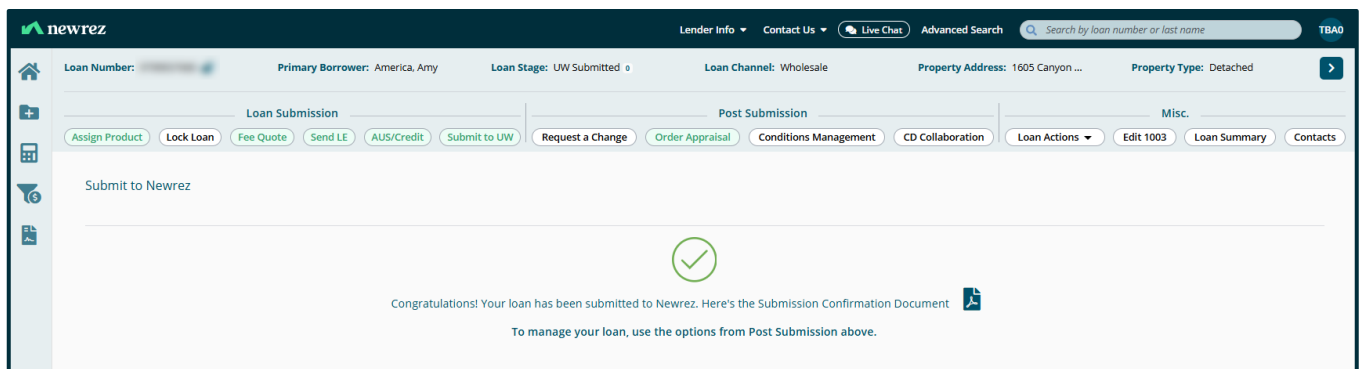 newrez
Lender Info Contact Us Live Chat Advanced Search Search by loan number or last name TBA0
Loan Number: Primary Borrower: America, Amy Loan Stage: UW Submitted 0 Loan Channel: Wholesale Property Address: 1605 Canyon ... Property Type: Detached
Loan Submission Post Submission Misc.
Assign Product Lock Loan Fee Quote Send LE AUS/Credit Submit to UW Request a Change Order Appraisal Conditions Management CD Collaboration Loan Actions Edit 1003 Loan Summary Contacts
Submit to Newrez
Congratulations! Your loan has been submitted to Newrez. Here's the Submission Confirmation Document
To manage your loan, use the options from Post Submission above.